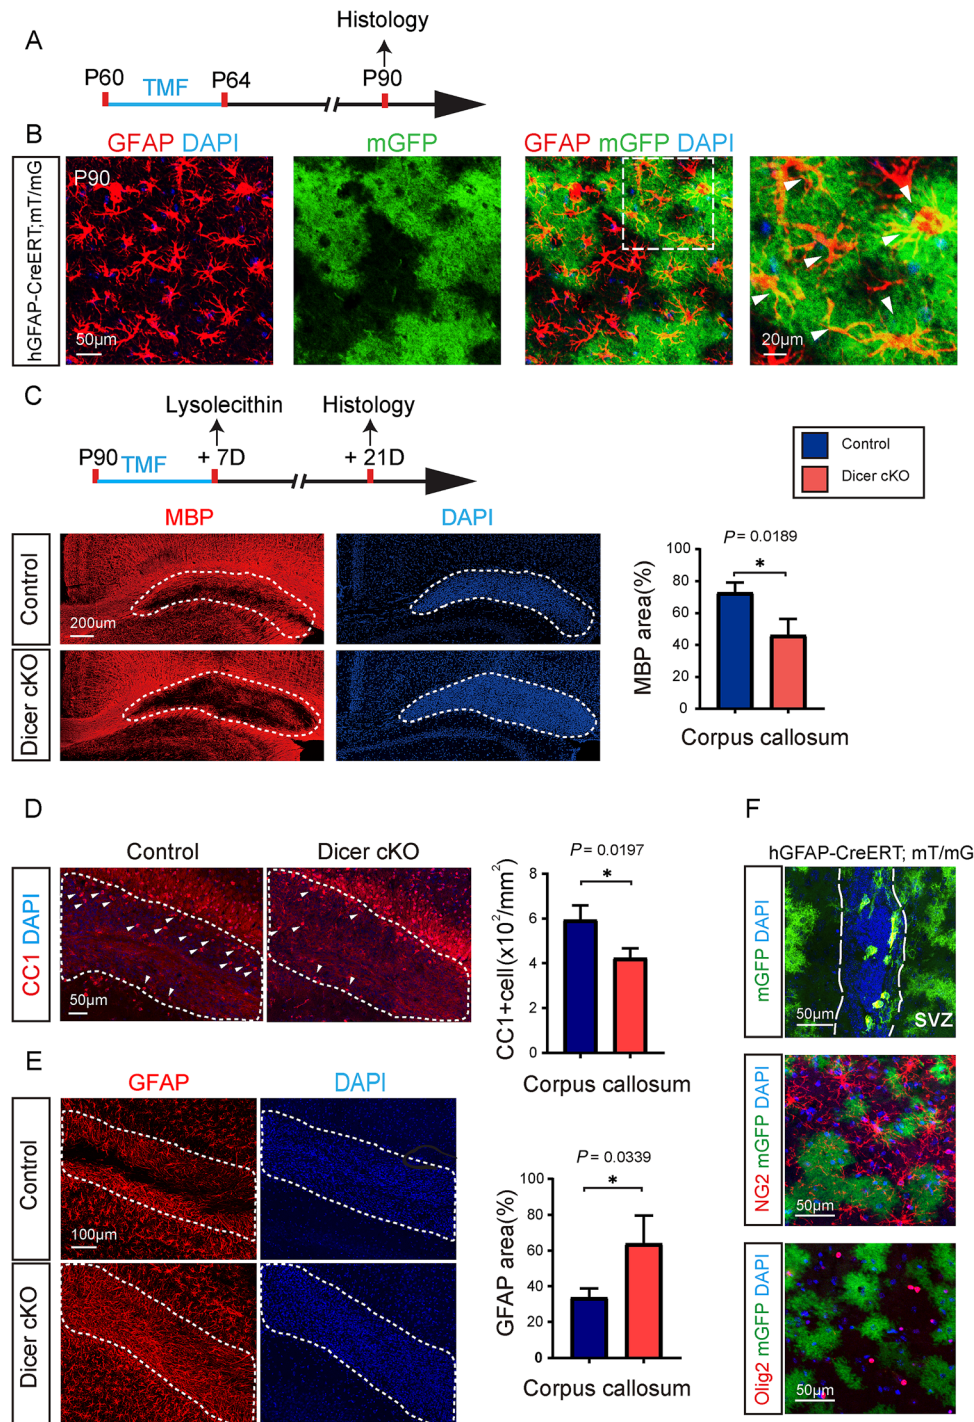 A
Histology
P60
TMF
P64
P90
B
GFAP DAPI
mGFP
GFAP mGFP DAPI
hGFAP-CreERT;mT/mG
P90
50µm
20µm
C
Lysolecithin
Histology
P90
TMF
+ 7D
+ 21D
Control
Dicer cKO
MBP
DAPI
Control
200um
Dicer cKO
P = 0.0189
*
MBP area(%)
100
80
60
40
20
0
Corpus callosum
D
Control
Dicer cKO
CC1 DAPI
50µm
P = 0.0197
*
CC1+cell(x10²/mm²)
8
6
4
2
0
Corpus callosum
E
GFAP
DAPI
Control
100µm
Dicer cKO
P = 0.0339
*
GFAP area(%)
100
80
60
40
20
0
Corpus callosum
F
hGFAP-CreERT; mT/mG
mGFP DAPI
50µm
SVZ
NG2 mGFP DAPI
50µm
Olig2 mGFP DAPI
50µm